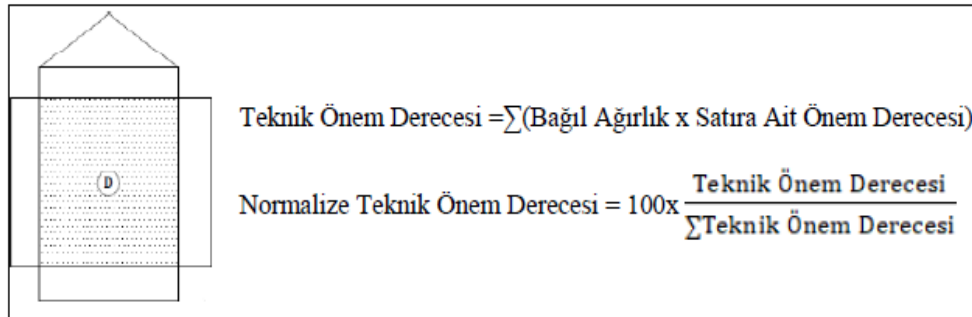 Teknik Önem Derecesi =∑(Bağıl Ağırlık x Satıra Ait Önem Derecesi)
D
Normalize Teknik Önem Derecesi = 100x Teknik Önem Derecesi
∑Teknik Önem Derecesi